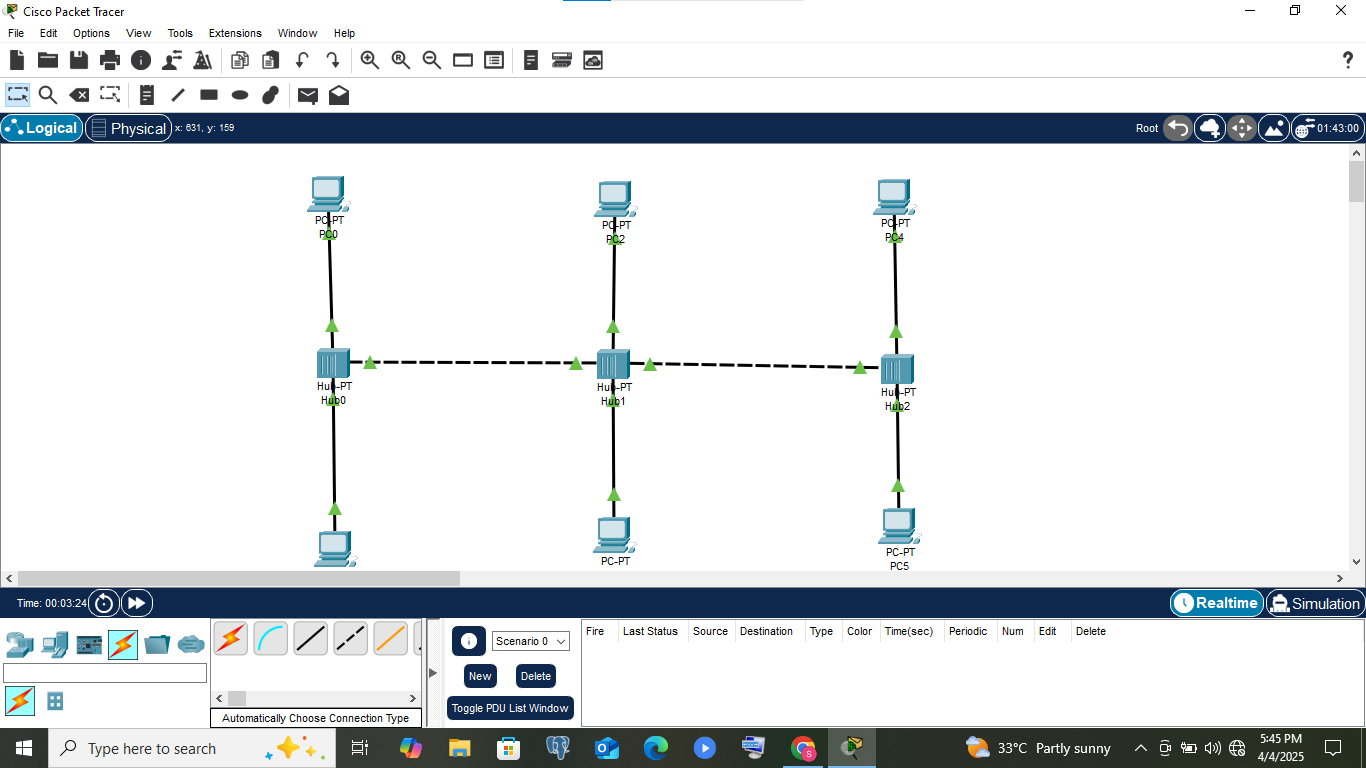 Cisco Packet Tracer
File Edit Options View Tools Extensions Window Help
Logical Physical x: 631, y: 159 Root 01:43:00
PC-PT
PC0
PC-PT
PC2
PC-PT
PC4
Hub-PT
Hub0
Hub-PT
Hub1
Hub-PT
Hub2
PC-PT
PC-PT
PC5
Time: 00:03:24 Realtime Simulation
Scenario 0
New Delete
Toggle PDU List Window
Fire Last Status Source Destination Type Color Time(sec) Periodic Num Edit Delete
Automatically Choose Connection Type
Type here to search
33°C Partly sunny
5:45 PM
4/4/2025